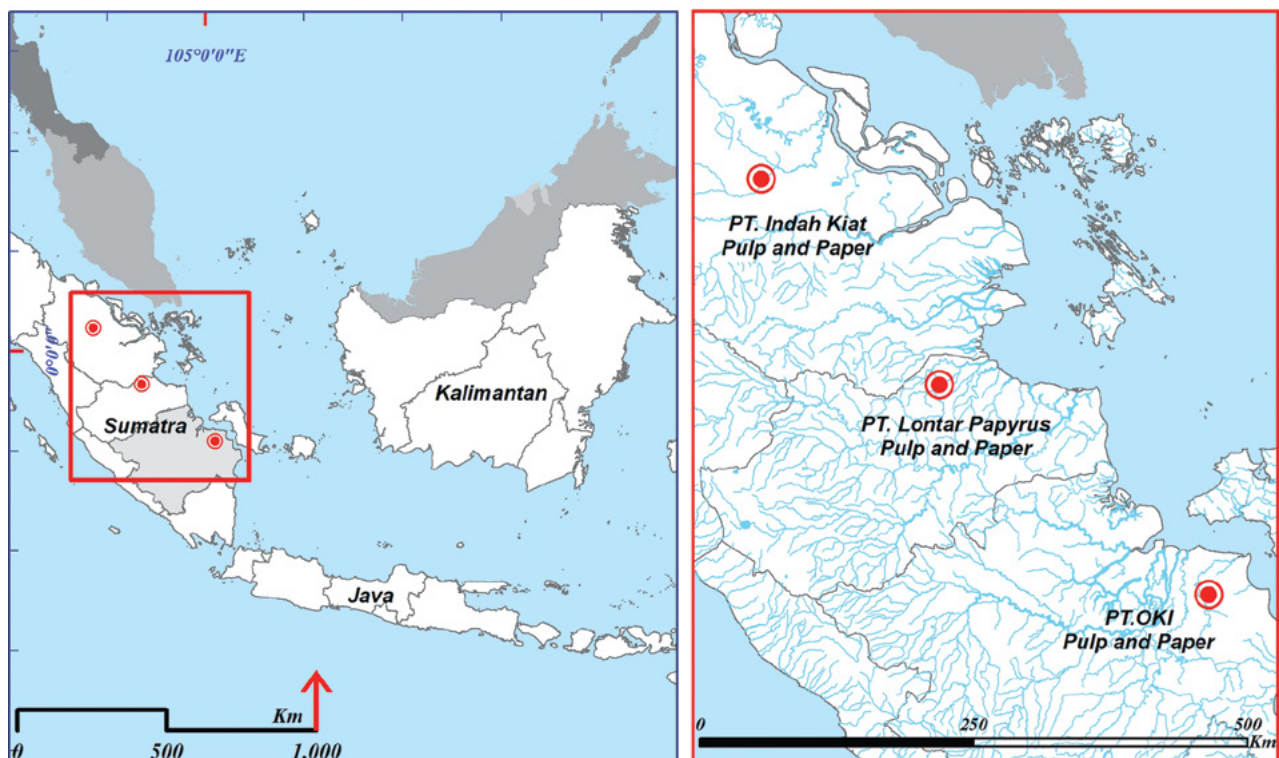 105°0'0"E
0°0'0"
Sumatra
Kalimantan
Java
Km
0 500 1,000
PT. Indah Kiat
Pulp and Paper
PT. Lontar Papyrus
Pulp and Paper
PT.OKI
Pulp and Paper
0 250 500
Km